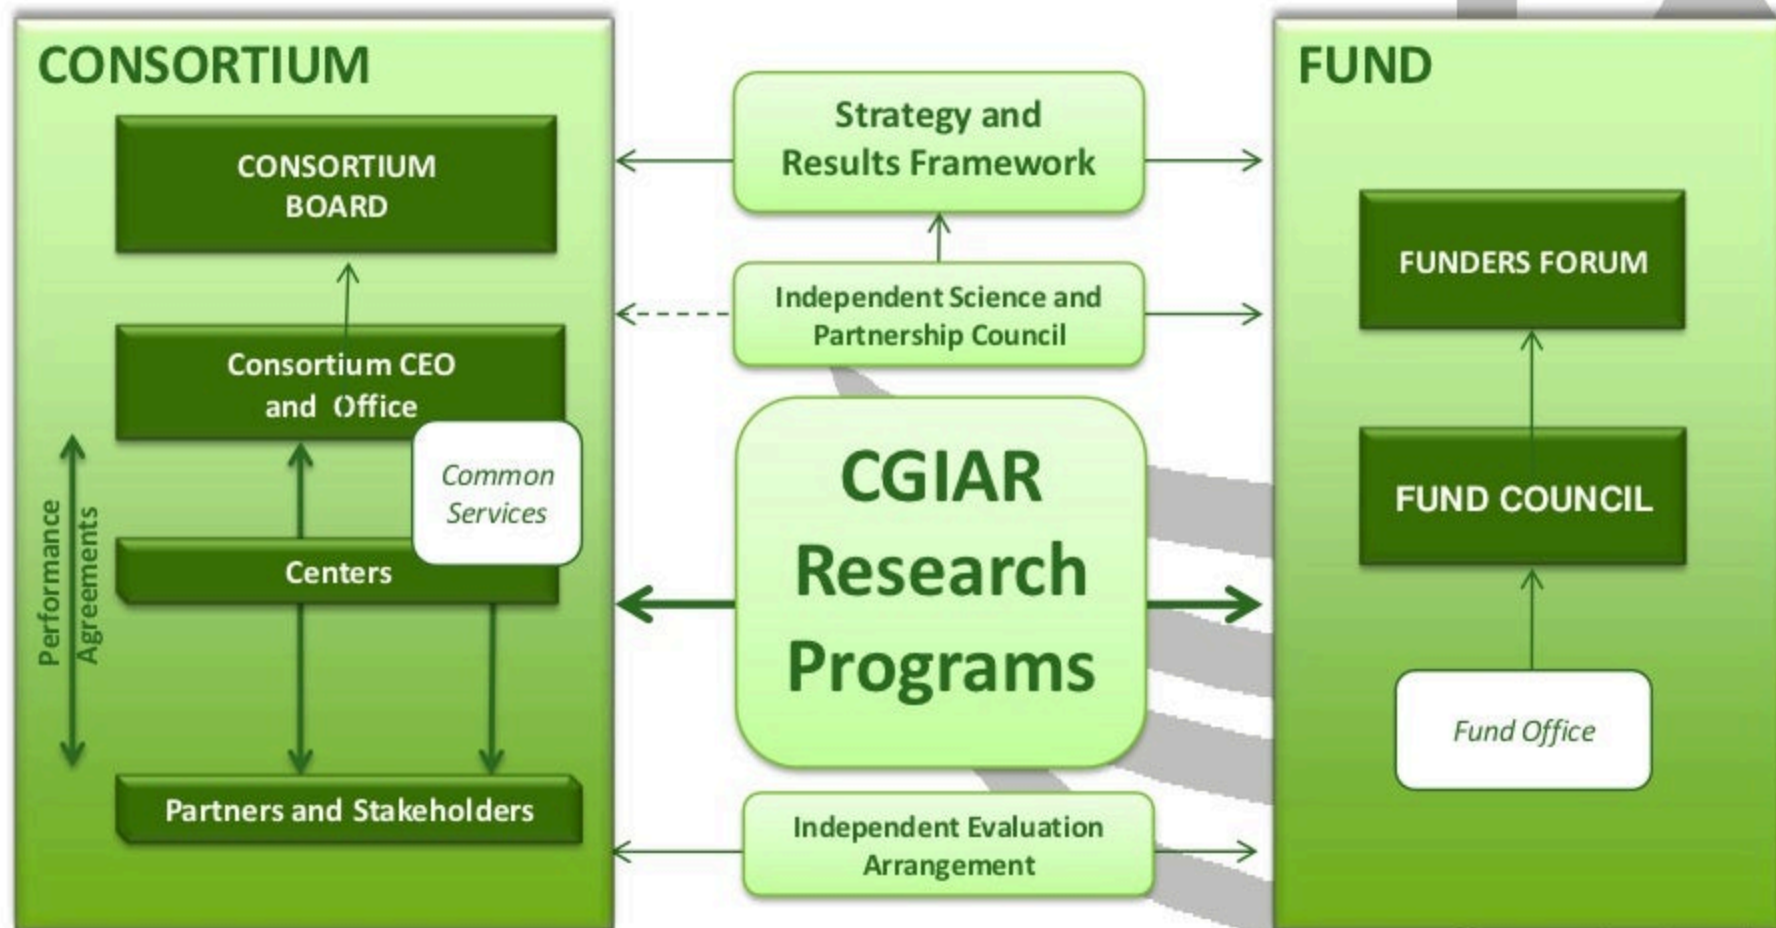 CONSORTIUM
CONSORTIUM
BOARD
Consortium CEO
and Office
Common
Services
Performance
Agreements
Centers
Partners and Stakeholders
Strategy and
Results Framework
Independent Science and
Partnership Council
CGIAR
Research
Programs
Independent Evaluation
Arrangement
FUND
FUNDERS FORUM
FUND COUNCIL
Fund Office